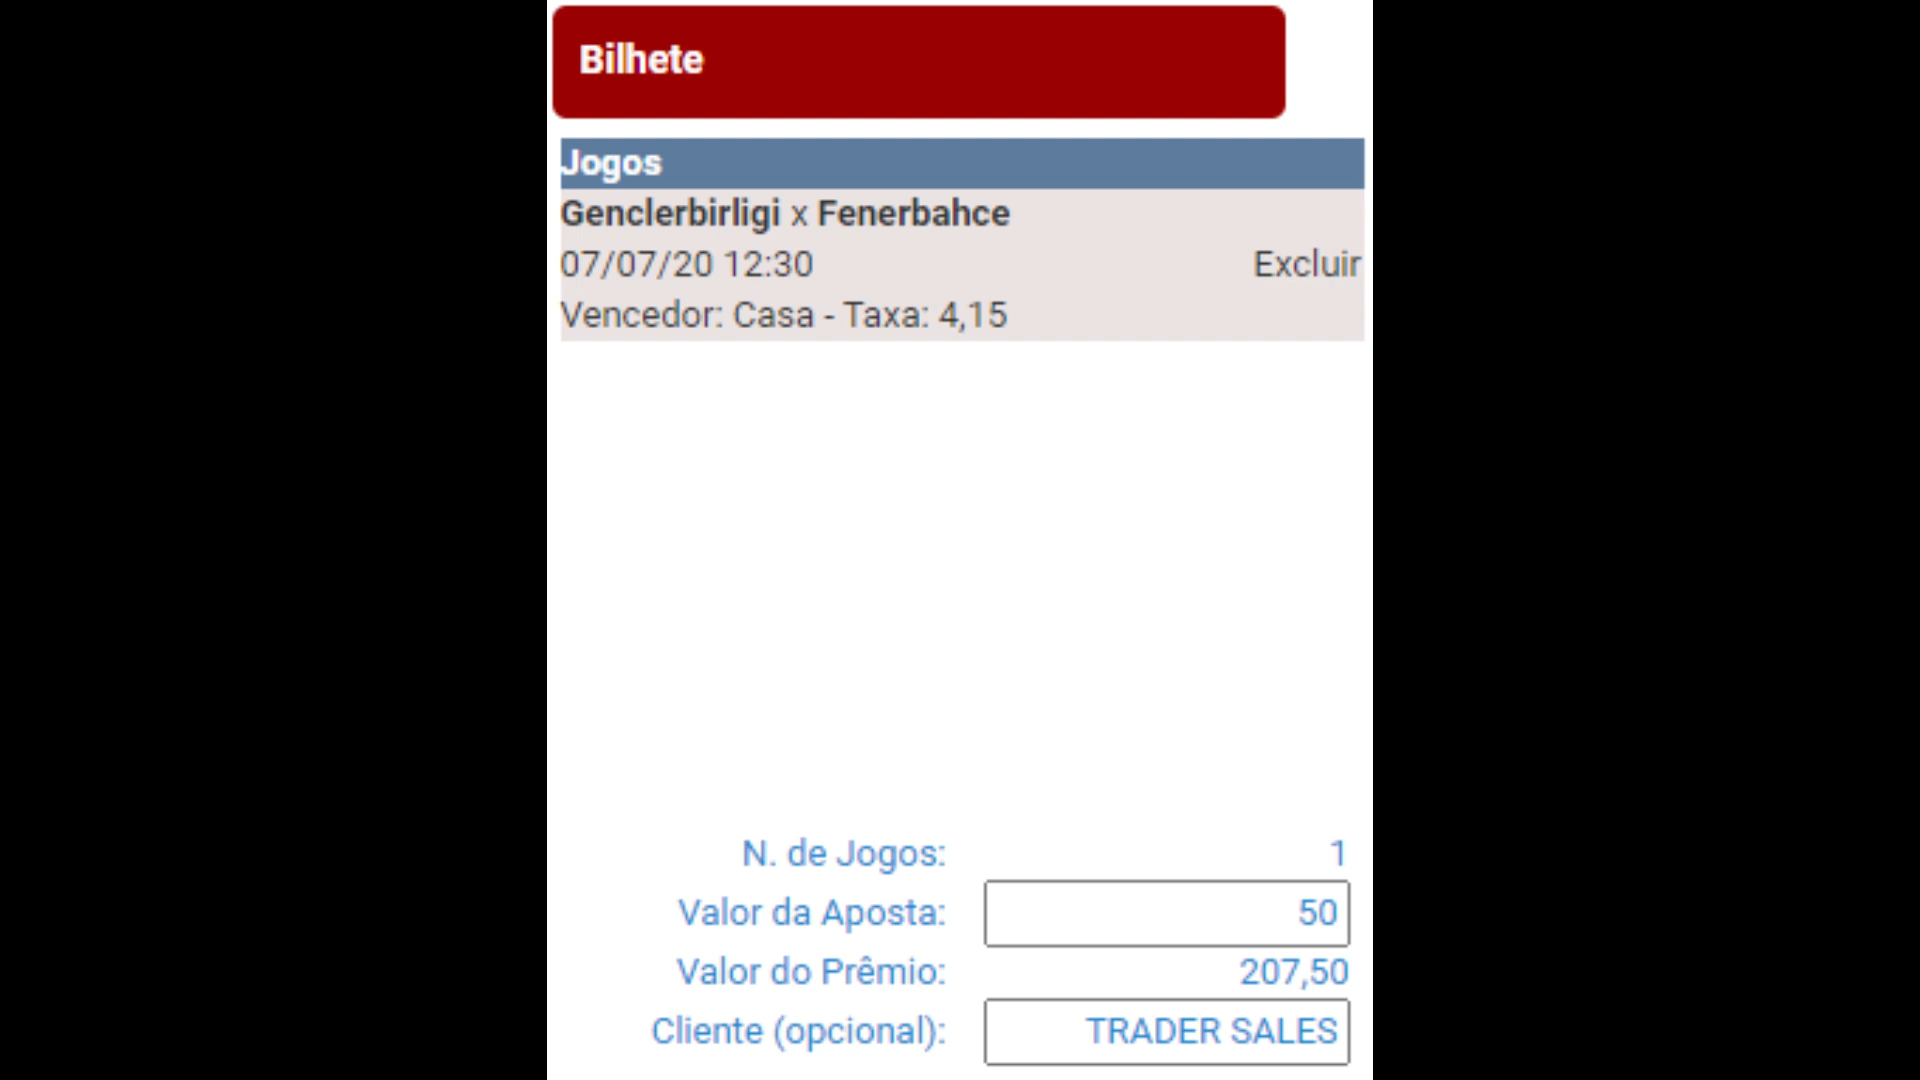 Bilhete
Jogos
Genclerbirligi x Fenerbahce
07/07/20 12:30 Excluir
Vencedor: Casa - Taxa: 4,15
N. de Jogos: 1
Valor da Aposta: 50
Valor do Prêmio: 207,50
Cliente (opcional): TRADER SALES